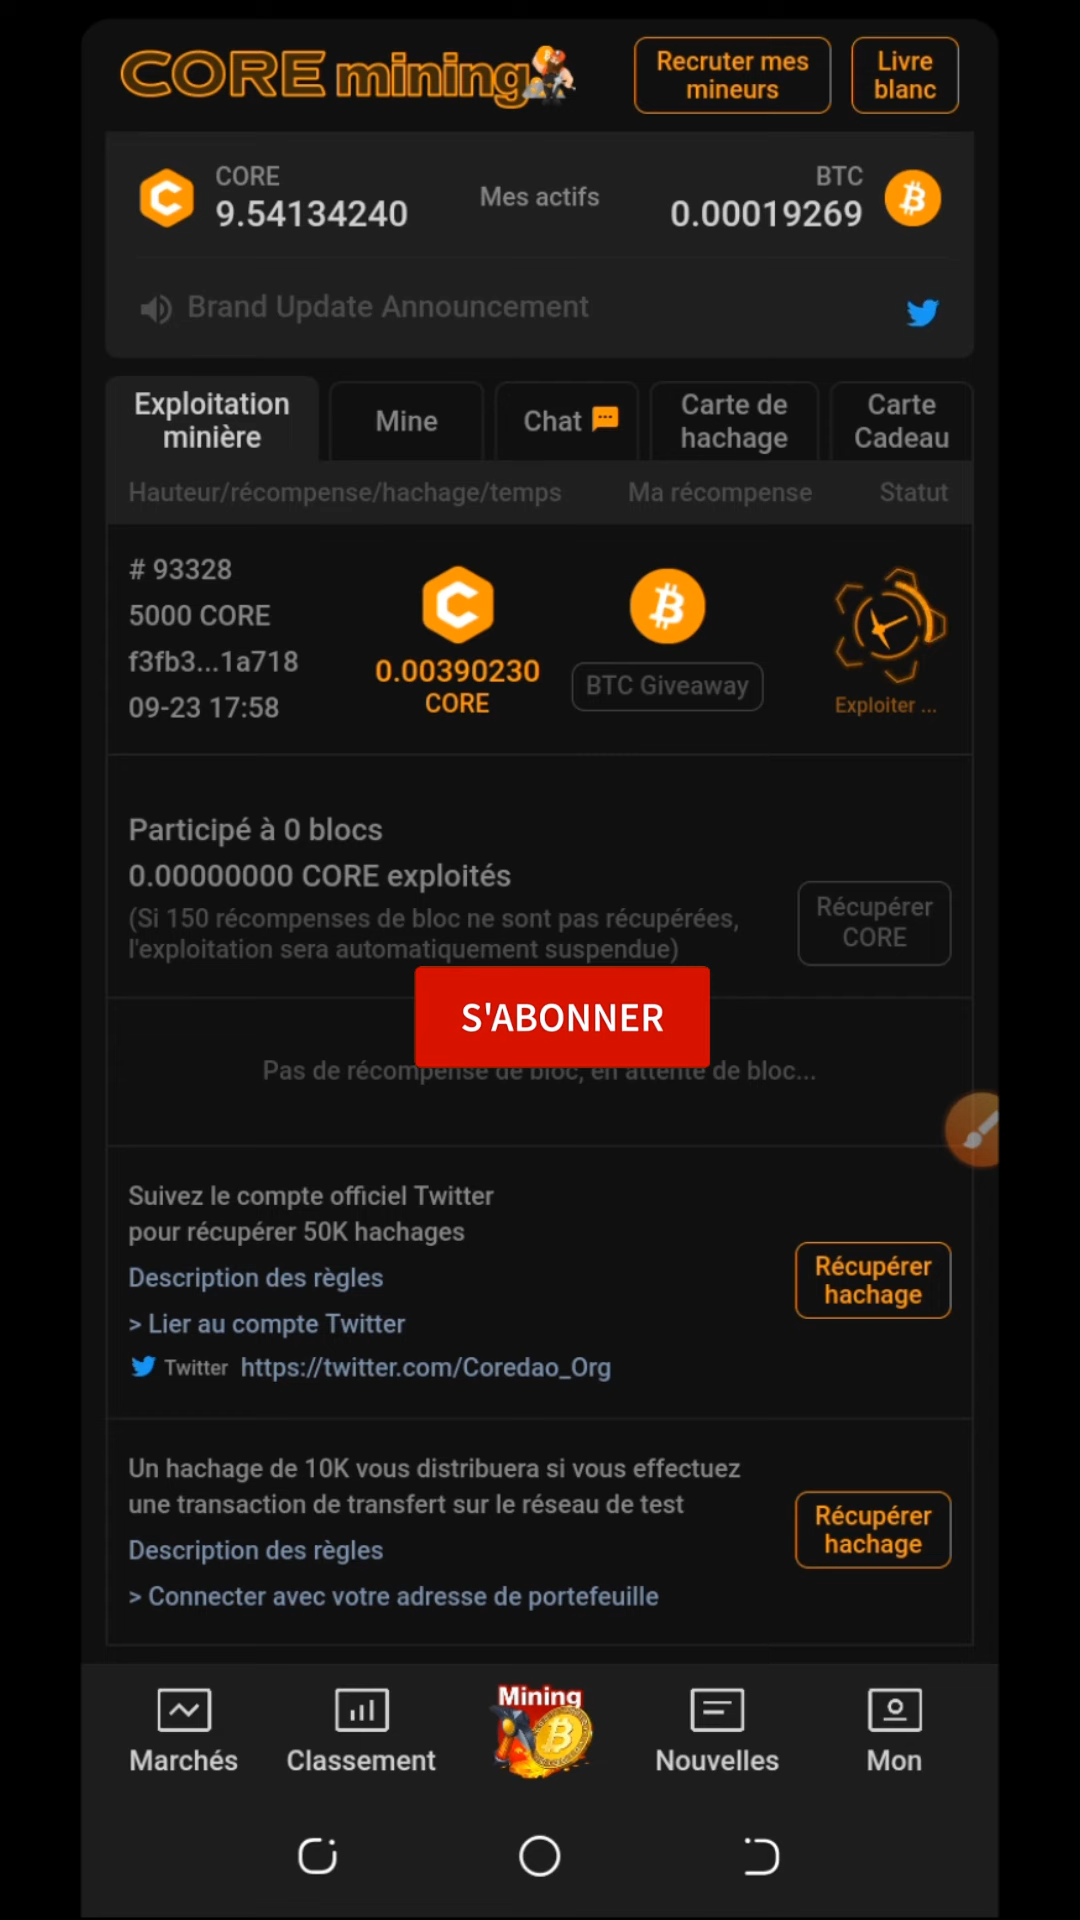 CORE mining
Recruter mes
mineurs
Livre
blanc
CORE
9.54134240
Mes actifs
BTC
0.00019269
Brand Update Announcement
Exploitation
minière
Mine
Chat
Carte de
hachage
Carte
Cadeau
Hauteur/récompense/hachage/temps
Ma récompense
Statut
# 93328
5000 CORE
f3fb3...1a718
09-23 17:58
0.00390230
CORE
BTC Giveaway
Exploiter ...
Participé à 0 blocs
0.00000000 CORE exploités
(Si 150 récompenses de bloc ne sont pas récupérées,
l'exploitation sera automatiquement suspendue)
Récupérer
CORE
S'ABONNER
Pas de récompense de bloc, en attente de bloc...
Suivez le compte officiel Twitter
pour récupérer 50K hachages
Description des règles
> Lier au compte Twitter
Twitter https://twitter.com/Coredao_Org
Récupérer
hachage
Un hachage de 10K vous distribuera si vous effectuez
une transaction de transfert sur le réseau de test
Description des règles
> Connecter avec votre adresse de portefeuille
Récupérer
hachage
Marchés
Classement
Mining
Nouvelles
Mon